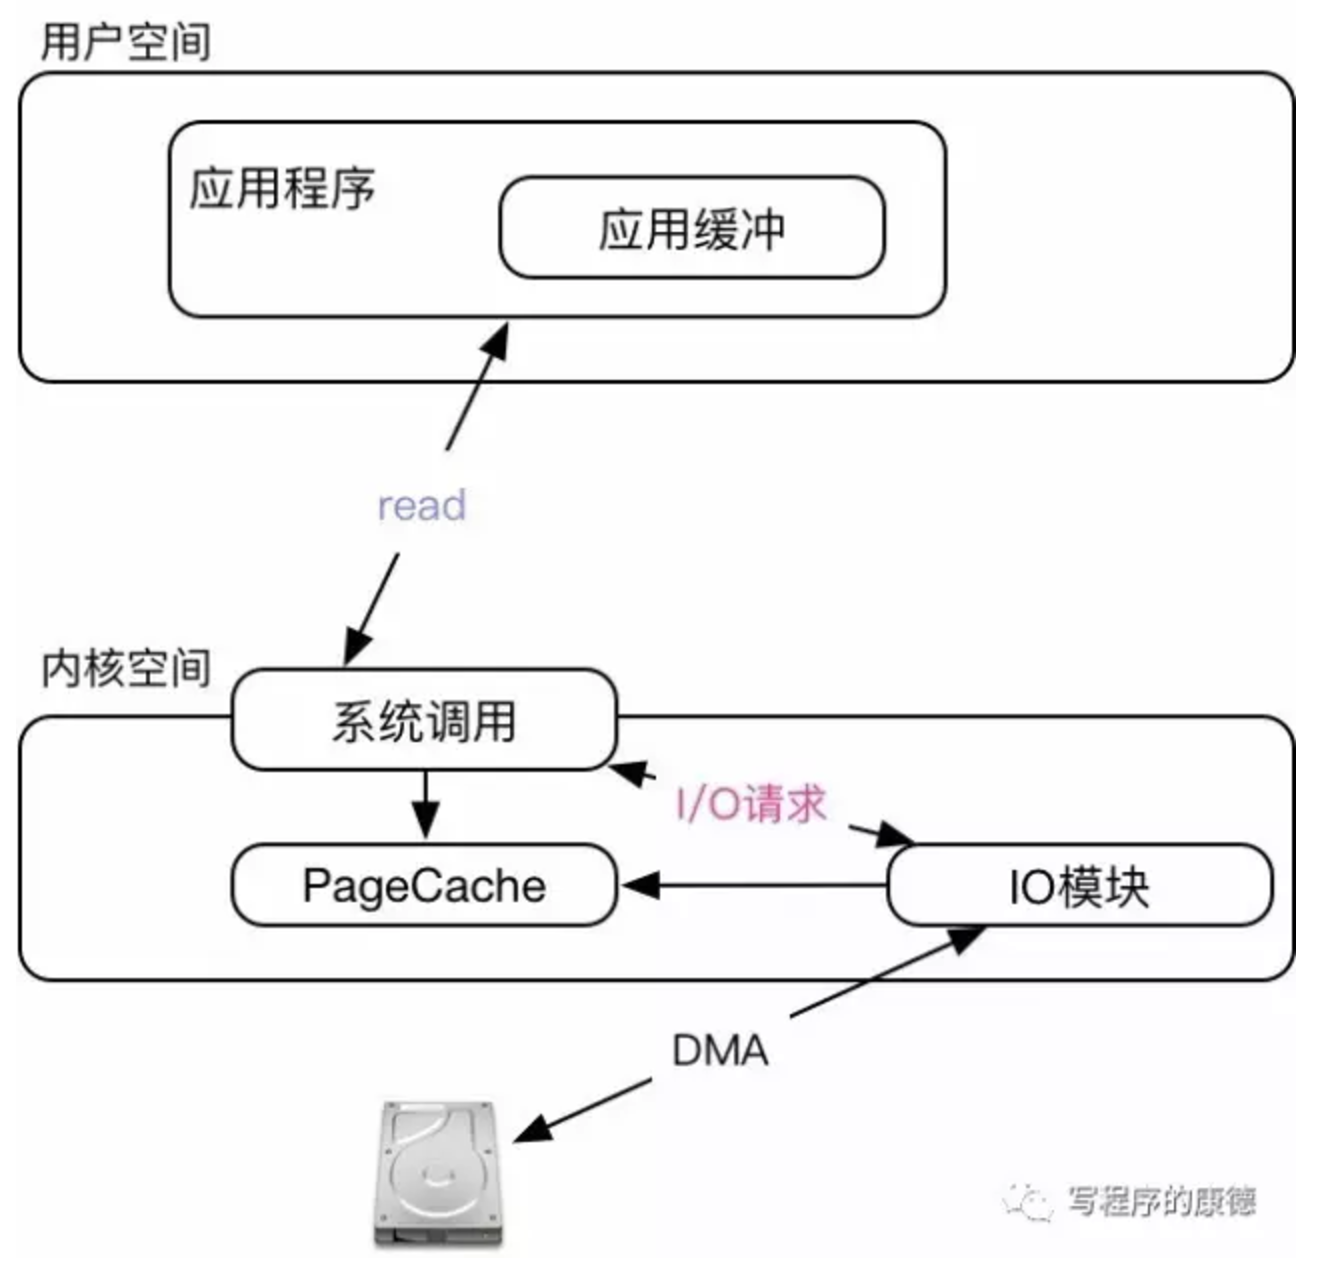 用户空间
应用程序
应用缓冲
read
内核空间
系统调用
I/O请求
PageCache
IO模块
DMA
写程序的康德